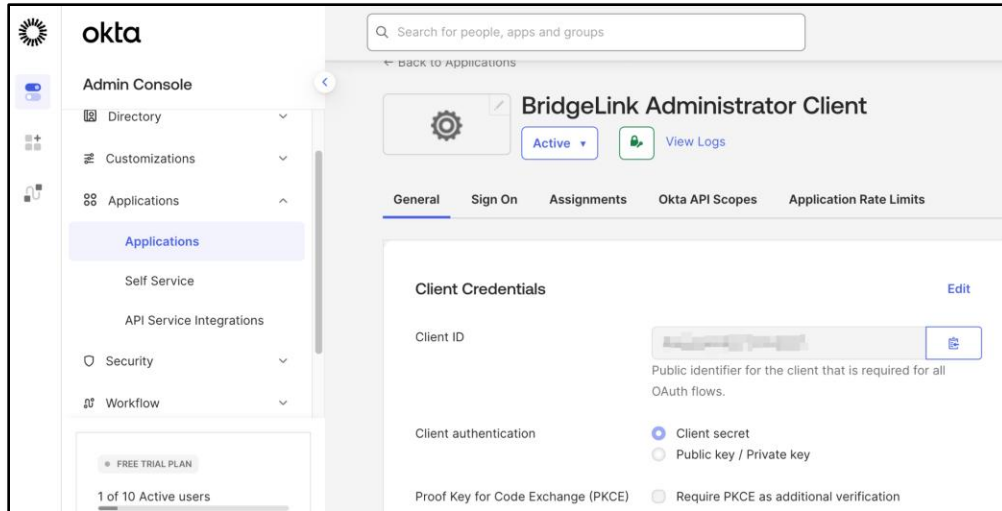 okta
Search for people, apps and groups
Admin Console
← Back to Applications
Directory
Customizations
Applications
Applications
Self Service
API Service Integrations
Security
Workflow
FREE TRIAL PLAN
1 of 10 Active users
BridgeLink Administrator Client
Active
View Logs
General Sign On Assignments Okta API Scopes Application Rate Limits
Client Credentials
Edit
Client ID
Public identifier for the client that is required for all
OAuth flows.
Client authentication
Client secret
Public key / Private key
Proof Key for Code Exchange (PKCE)
Require PKCE as additional verification